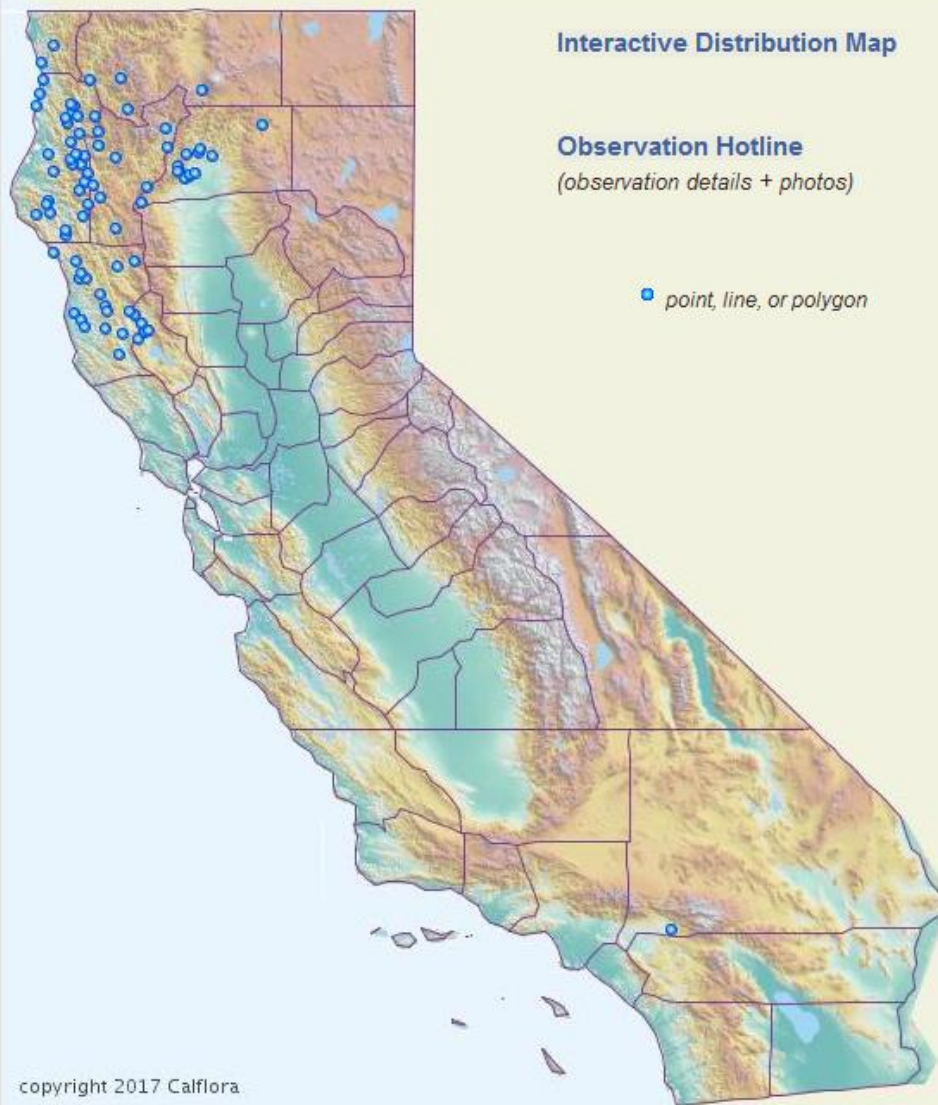 Interactive Distribution Map
Observation Hotline
(observation details + photos)
point, line, or polygon
copyright 2017 Calflora